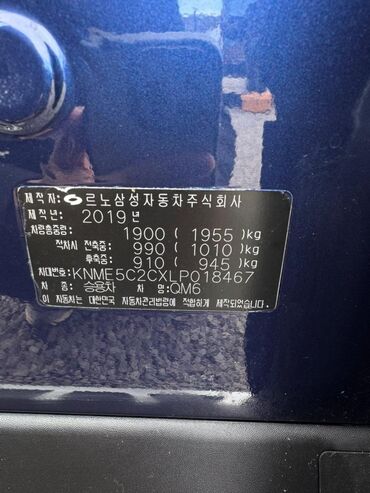 제작자: 르노삼성자동차주식회사
제작년: 2019년
차량총중량: 1900 ( 1955)kg
적차시 전축중: 990 ( 1010)kg
후축중: 910 ( 945)kg
차대번호:KNME5C2CXLP018467
차 종: 승용차 차 명:QM6
이 자동차는 대한민국 자동차관리법령에 적합하게 제작되었습니다.